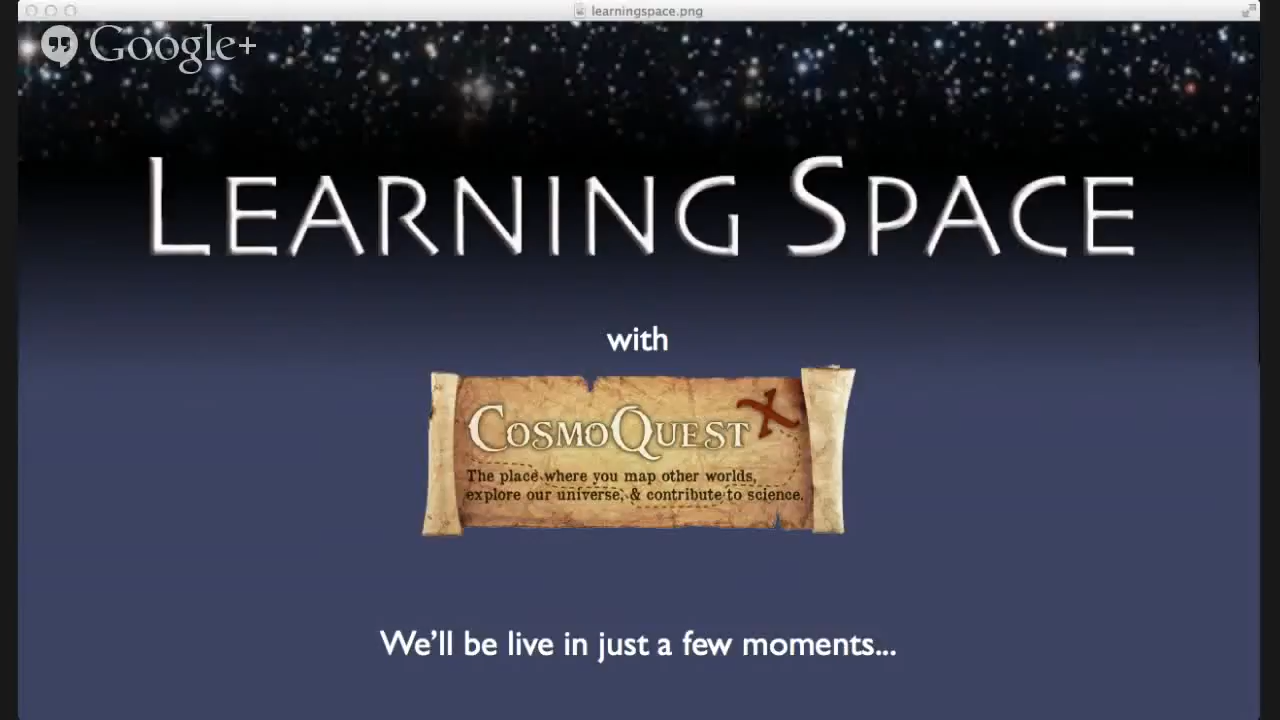 learningspace.png
Google+
LEARNING SPACE
with
COSMOQUEST
The place where you map other worlds,
explore our universe, & contribute to science.
We'll be live in just a few moments...